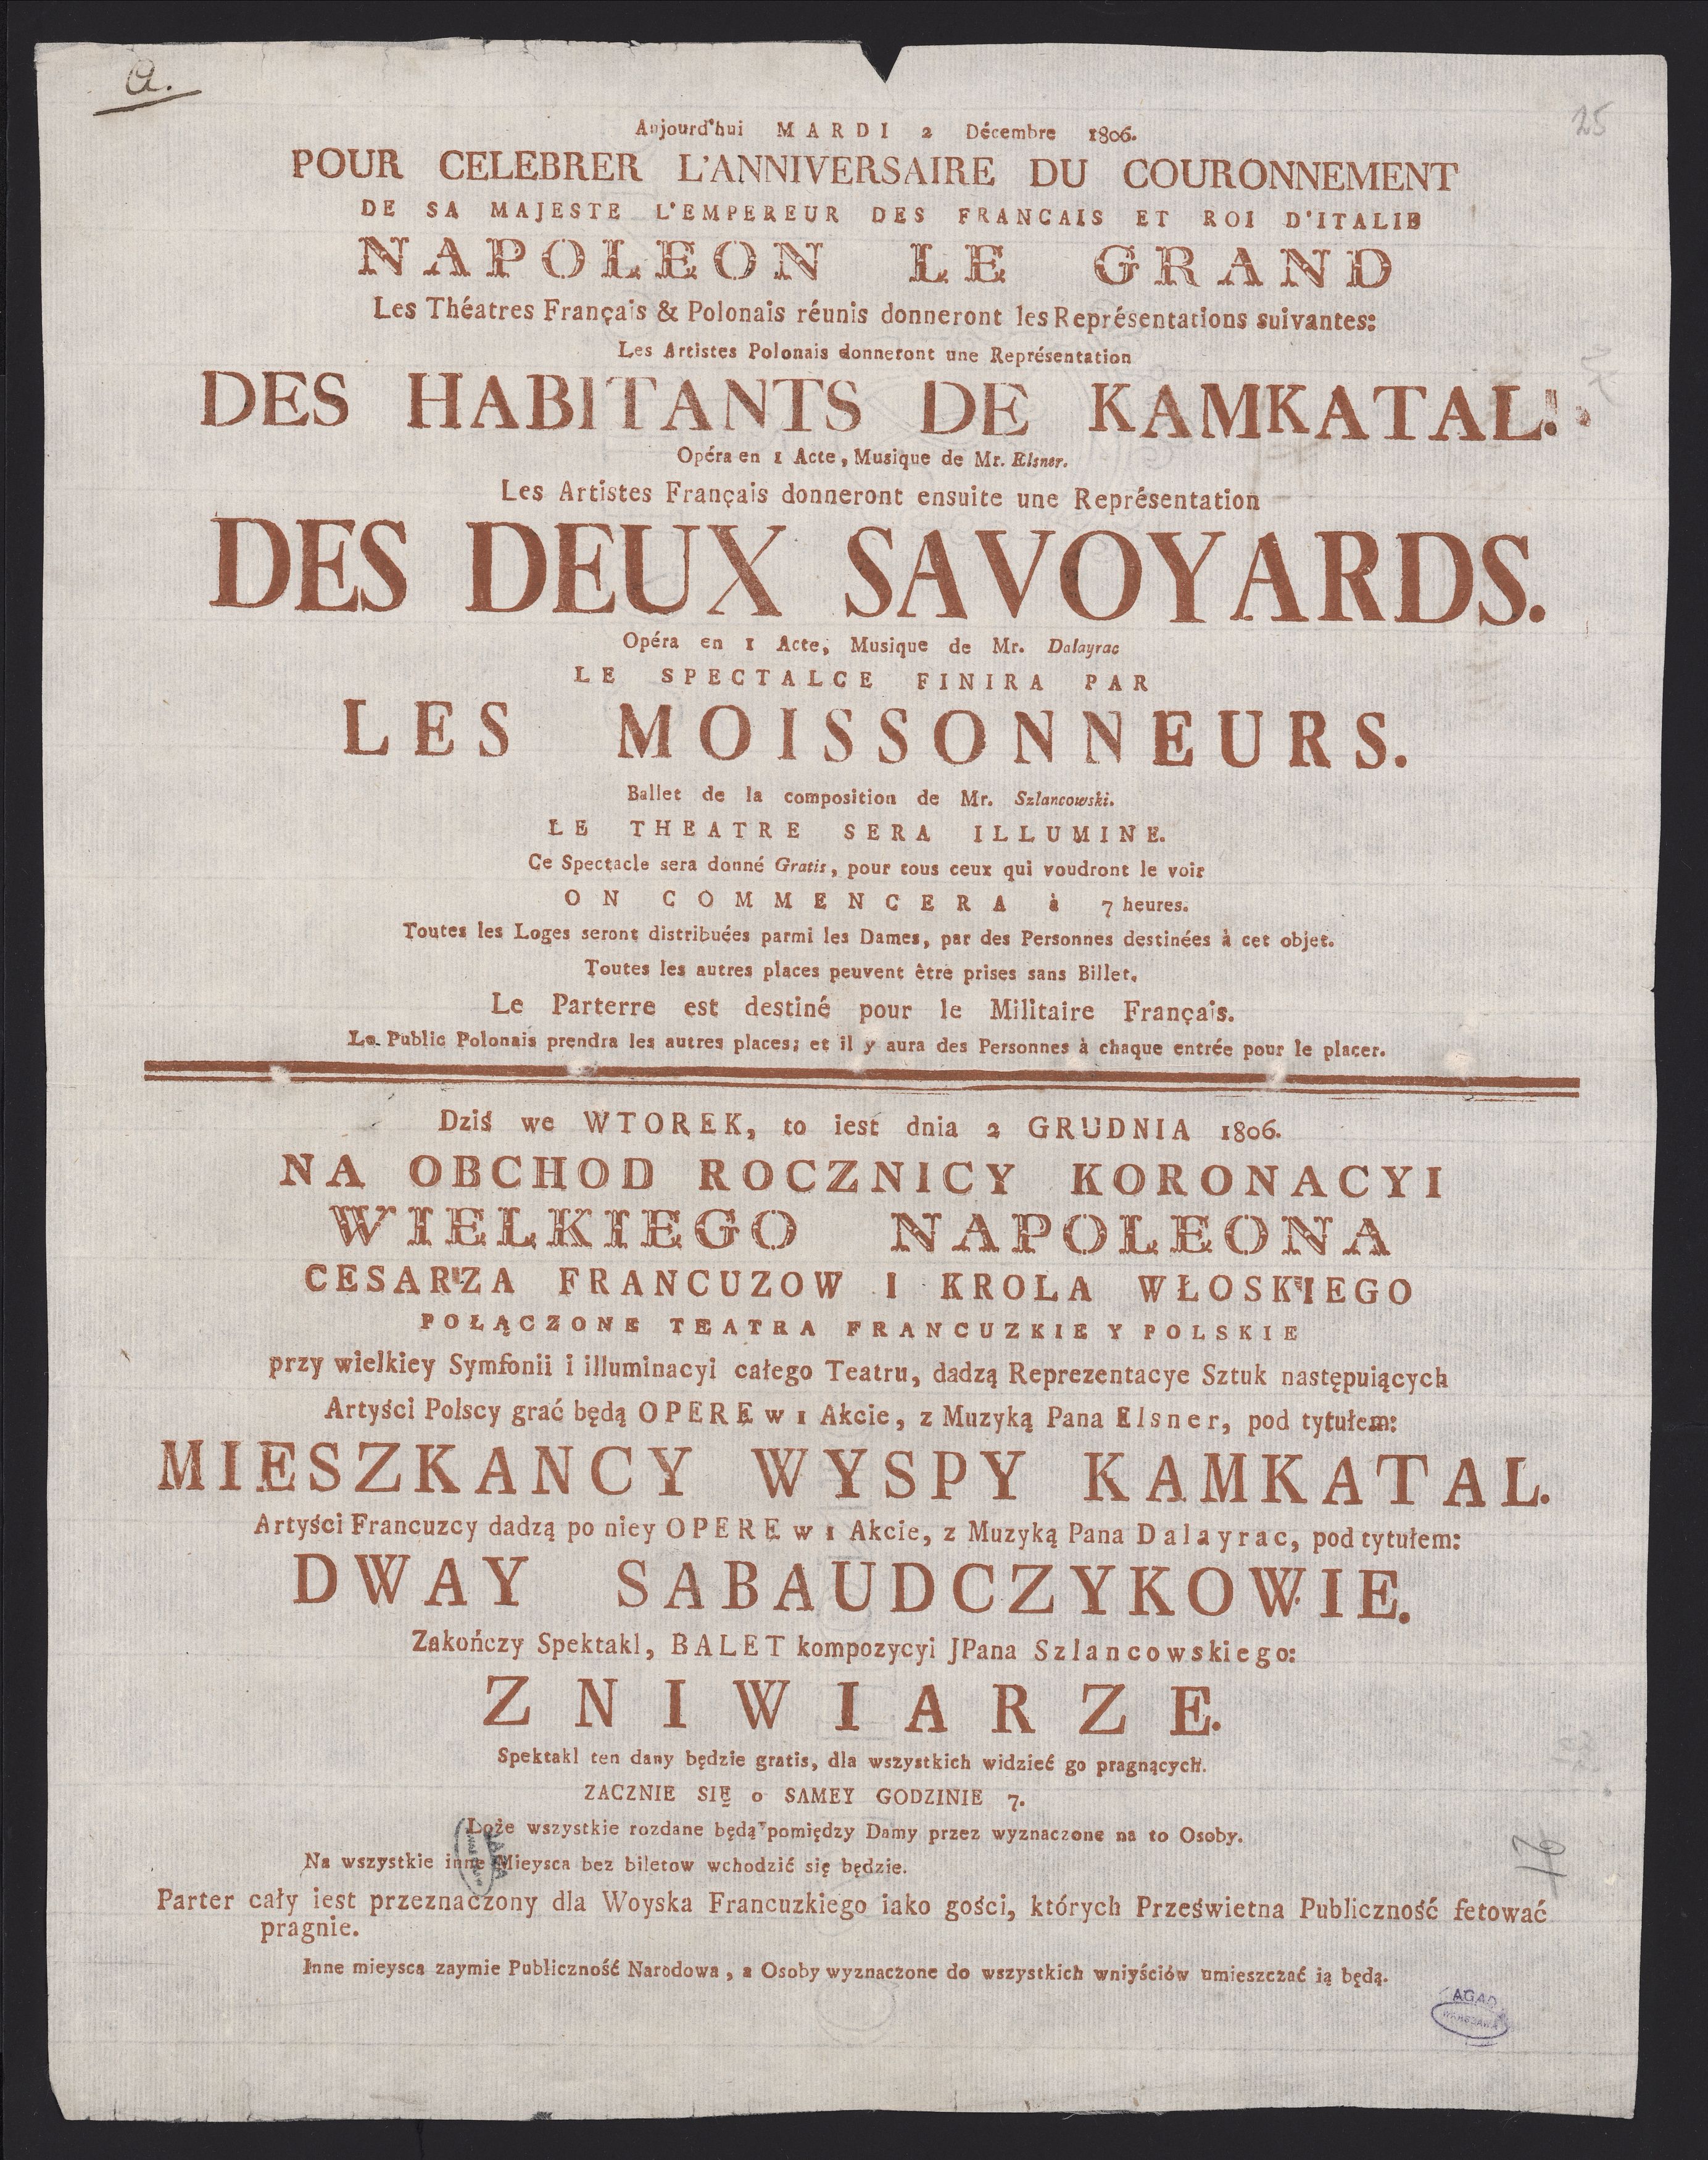 a.
25
Aujourd'hui MARDI 2 Décembre 1806.
POUR CELEBRER L'ANNIVERSAIRE DU COURONNEMENT
DE SA MAJESTE L'EMPEREUR DES FRANCAIS ET ROI D'ITALIE
NAPOLEON LE GRAND
Les Théatres Français & Polonais réunis donneront les Représentations suivantes:
Les Artistes Polonais donneront une Représentation
DES HABITANTS DE KAMKATAL.
Opéra en 1 Acte, Musique de Mr. Elsner.
Les Artistes Français donneront ensuite une Représentation
DES DEUX SAVOYARDS.
Opéra en 1 Acte, Musique de Mr. Dalayrac
LE SPECTALCE FINIRA PAR
LES MOISSONNEURS.
Ballet de la composition de Mr. Szlancowski.
LE THEATRE SERA ILLUMINE.
Ce Spectacle sera donné Gratis, pour tous ceux qui voudront le voir
ON COMMENCERA à 7 heures.
Toutes les Loges seront distribuées parmi les Dames, par des Personnes destinées à cet objet.
Toutes les autres places peuvent être prises sans Billet.
Le Parterre est destiné pour le Militaire Français.
Le Public Polonais prendra les autres places; et il y aura des Personnes à chaque entrée pour le placer.
Dziś we WTOREK, to iest dnia 2 GRUDNIA 1806.
NA OBCHOD ROCZNICY KORONACYI
WIELKIEGO NAPOLEONA
CESARZA FRANCUZOW I KROLA WŁOSKIEGO
POŁĄCZONE TEATRA FRANCUZKIE Y POLSKIE
przy wielkiey Symfonii i illuminacyi całego Teatru, dadzą Reprezentacye Sztuk następuiących
Artyści Polscy grać będą OPERE w 1 Akcie, z Muzyką Pana Elsner, pod tytułem:
MIESZKANCY WYSPY KAMKATAL.
Artyści Francuzcy dadzą po niey OPERE w 1 Akcie, z Muzyką Pana Dalayrac, pod tytułem:
DWAY SABAUDCZYKOWIE.
Zakończy Spektakl, BALET kompozycyi JPana Szlancowskiego:
ZNIWIARZE.
Spektakl ten dany będzie gratis, dla wszystkich widzieć go pragnących.
ZACZNIE SIĘ o SAMEY GODZINIE 7.
Loże wszystkie rozdane będą pomiędzy Damy przez wyznaczone na to Osoby.
Na wszystkie inne Mieysca bez biletow wchodzić się będzie.
Parter cały iest przeznaczony dla Woyska Francuzkiego iako gości, których Prześwietna Publiczność fetować
pragnie.
Inne mieysca zaymie Publiczność Narodowa, a Osoby wyznaczone do wszystkich wniyściów umieszczać ią będą.
AGAD
WARSZAWA